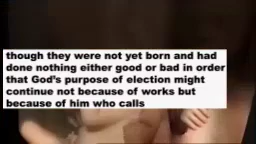 though they were not yet born and had
done nothing either good or bad in order
that God's purpose of election might
continue not because of works but
because of him who calls